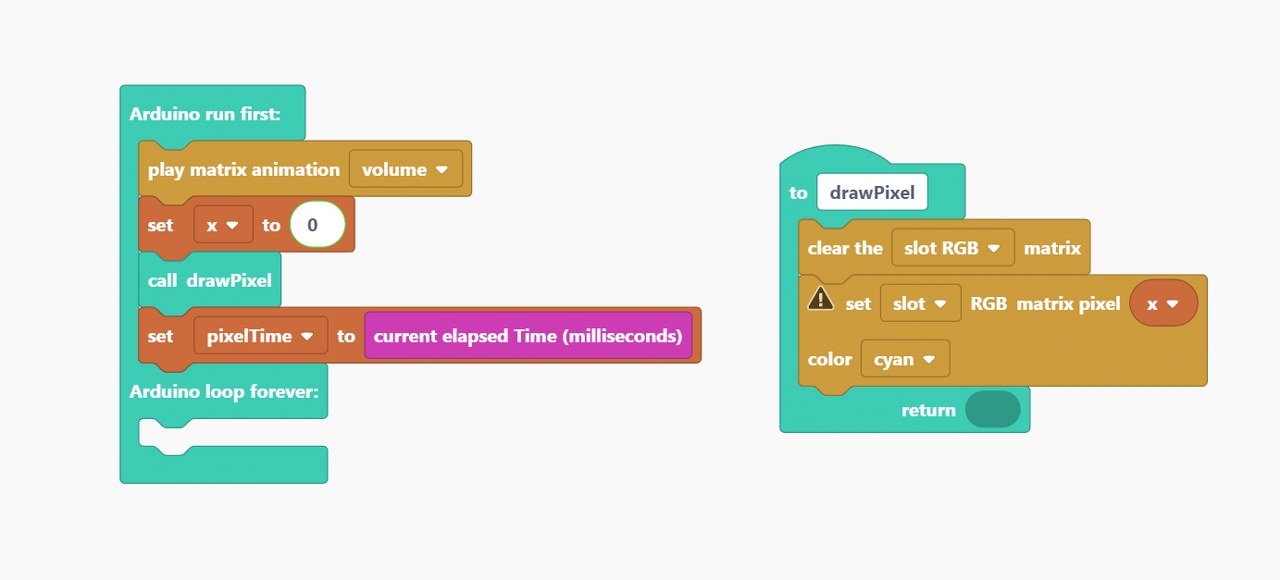 Arduino run first:
play matrix animation volume
set x to 0
call drawPixel
set pixelTime to current elapsed Time (milliseconds)
Arduino loop forever:
to drawPixel
clear the slot RGB matrix
set slot RGB matrix pixel x
color cyan
return